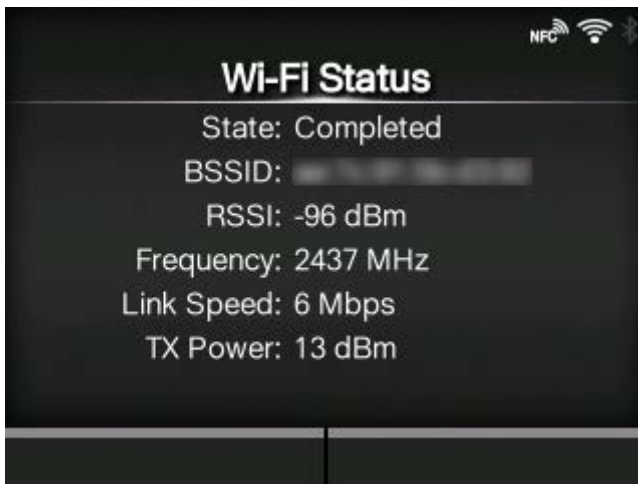 NFC
Wi-Fi Status
State: Completed
BSSID:
RSSI: -96 dBm
Frequency: 2437 MHz
Link Speed: 6 Mbps
TX Power: 13 dBm